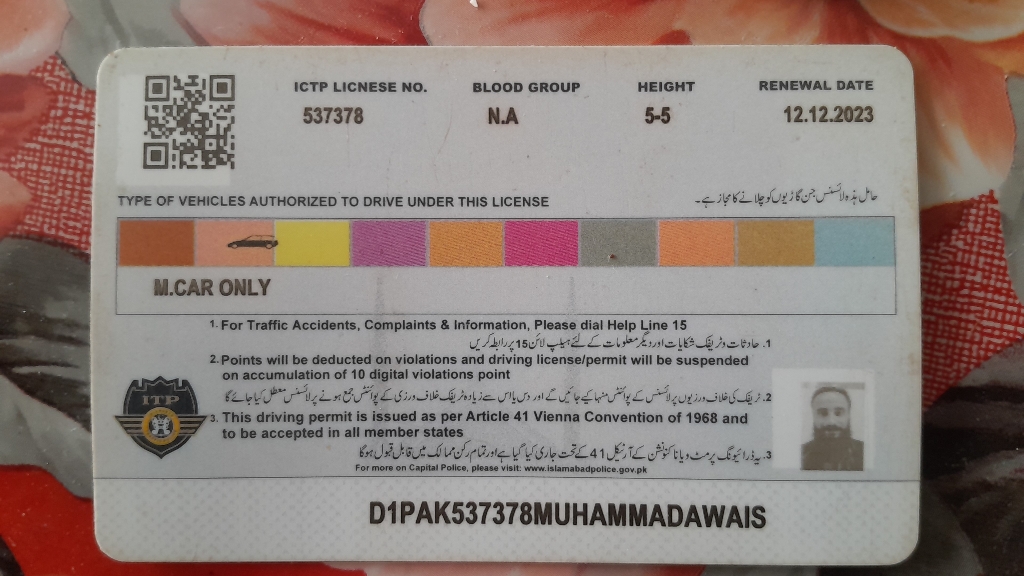 ICTP LICNESE NO. BLOOD GROUP HEIGHT RENEWAL DATE
537378 N.A 5-5 12.12.2023
TYPE OF VEHICLES AUTHORIZED TO DRIVE UNDER THIS LICENSE
حامل ہذہ لائسنس جن گاڑیوں کو چلانے کا مجاز ہے۔
M.CAR ONLY
1. For Traffic Accidents, Complaints & Information, Please dial Help Line 15
1. حادثات و ٹریفک شکایات اور دیگر معلومات کے لئے ہیلپ لائن 15 پر رابطہ کریں
2. Points will be deducted on violations and driving license/permit will be suspended
on accumulation of 10 digital violations point
2. ٹریفک کی خلاف ورزیوں پر لائسنس کے پوائنٹس منہا کیے جائیں گے اور دس یا اس سے زیادہ ٹریفک خلاف ورزی کے پوائنٹس جمع ہونے پر لائسنس معطل کیا جائے گا
3. This driving permit is issued as per Article 41 Vienna Convention of 1968 and
to be accepted in all member states
3. یہ ڈرائیونگ پرمٹ ویانا کنونشن کے آرٹیکل 41 کے تحت جاری کیا گیا ہے اور تمام رکن ممالک میں قابل قبول ہوگا
For more on Capital Police, please visit: www.islamabadpolice.gov.pk
ITP
D1PAK537378MUHAMMADAWAIS